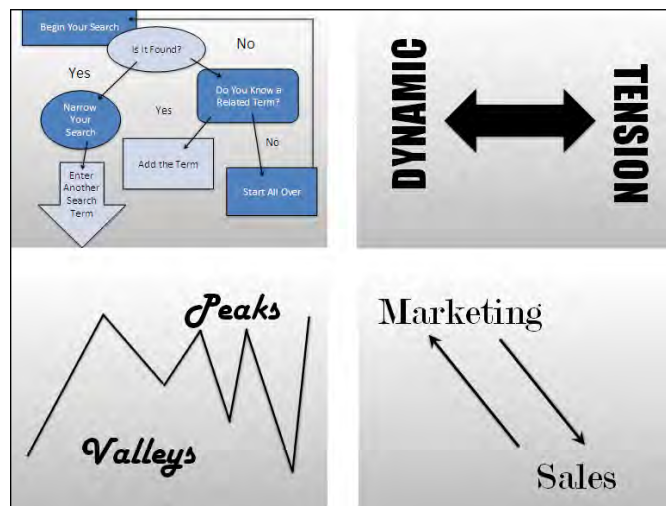 Begin Your Search
Is it Found?
No
Yes
Narrow
Your
Search
Do You Know a
Related Term?
Yes
No
Add the Term
Enter
Another
Search
Term
Start All Over
DYNAMIC
TENSION
Peaks
Valleys
Marketing
Sales